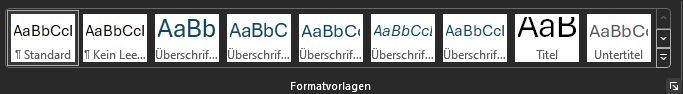 AaBbCcI AaBbCcI AaBb AaBbC AaBbCc AaBbCcL AaBbCcI AaB AaBbCc
¶ Standard ¶ Kein Lee... Überschrif... Überschrif... Überschrif... Überschrif... Überschrif... Titel Untertitel
Formatvorlagen